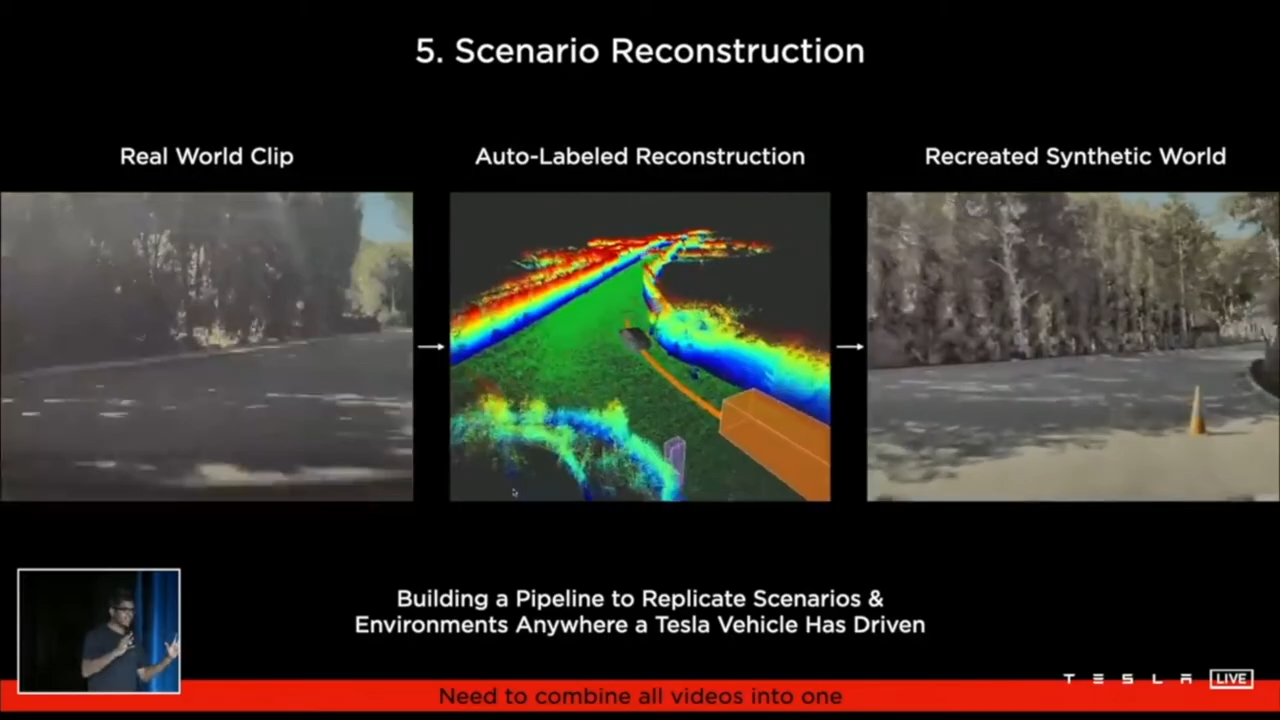 5. Scenario Reconstruction
Real World Clip
Auto-Labeled Reconstruction
Recreated Synthetic World
Building a Pipeline to Replicate Scenarios &
Environments Anywhere a Tesla Vehicle Has Driven
TESLA LIVE
Need to combine all videos into one